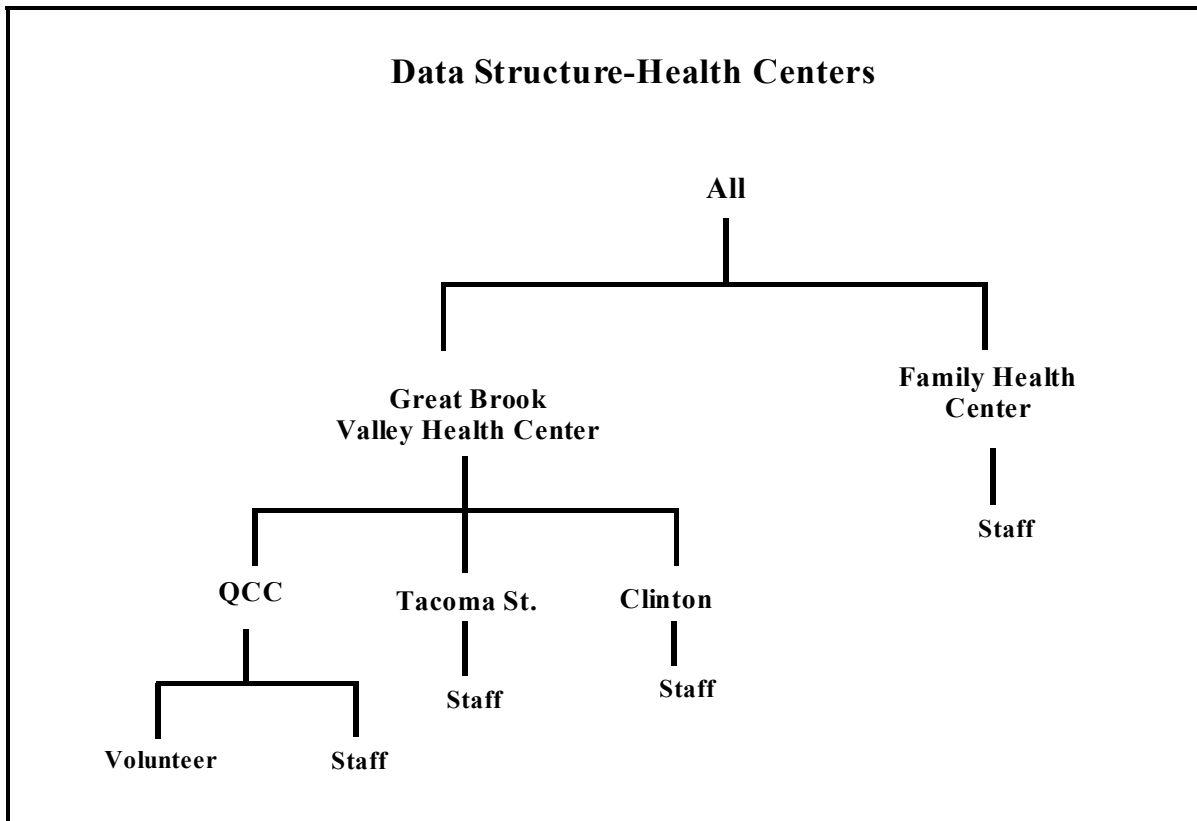 Data Structure-Health Centers
All
Great Brook
Valley Health Center
Family Health
Center
Staff
QCC
Tacoma St.
Clinton
Staff
Staff
Volunteer
Staff